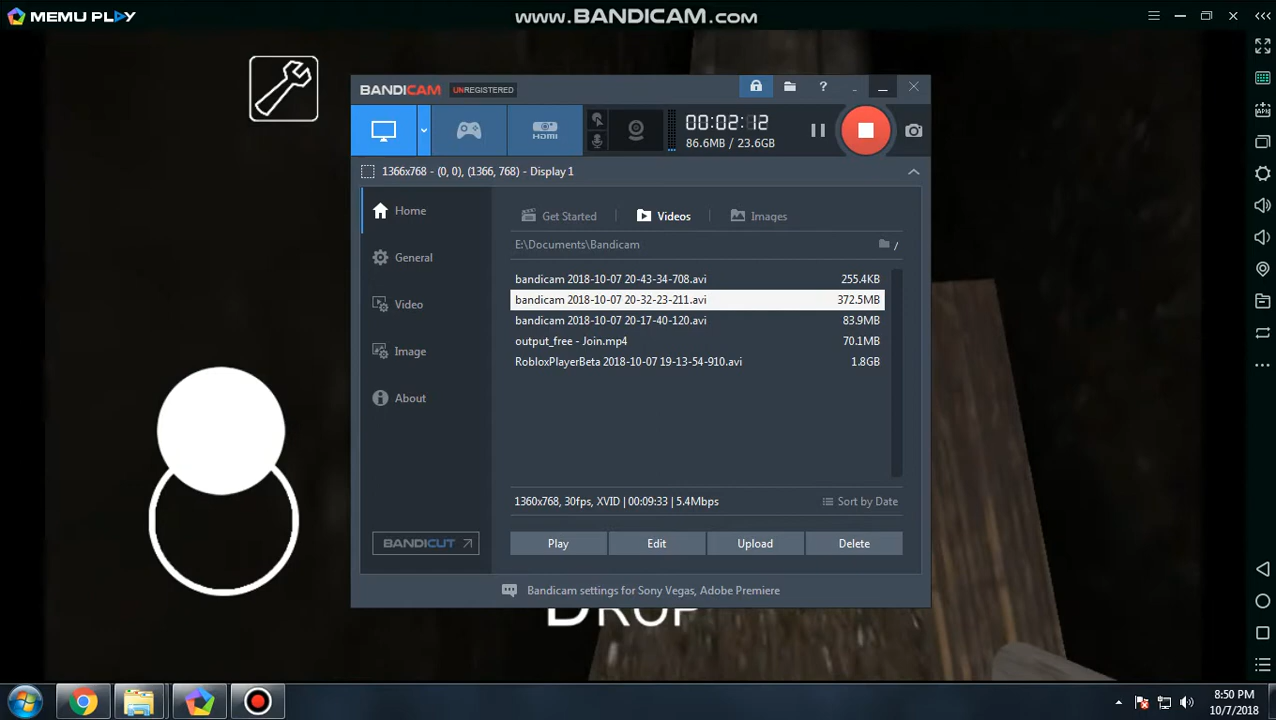 MEMU PLAY
www.BANDICAM.com
BANDICAM UNREGISTERED
?
HDMI
00:02:12
86.6MB / 23.6GB
1366x768 - (0, 0), (1366, 768) - Display 1
Home
General
Video
Image
About
BANDICUT
Get Started
Videos
Images
E:\Documents\Bandicam
/
bandicam 2018-10-07 20-43-34-708.avi 255.4KB
bandicam 2018-10-07 20-32-23-211.avi 372.5MB
bandicam 2018-10-07 20-17-40-120.avi 83.9MB
output_free - Join.mp4 70.1MB
RobloxPlayerBeta 2018-10-07 19-13-54-910.avi 1.8GB
1360x768, 30fps, XVID | 00:09:33 | 5.4Mbps
Sort by Date
Play
Edit
Upload
Delete
Bandicam settings for Sony Vegas, Adobe Premiere
DROP
8:50 PM
10/7/2018